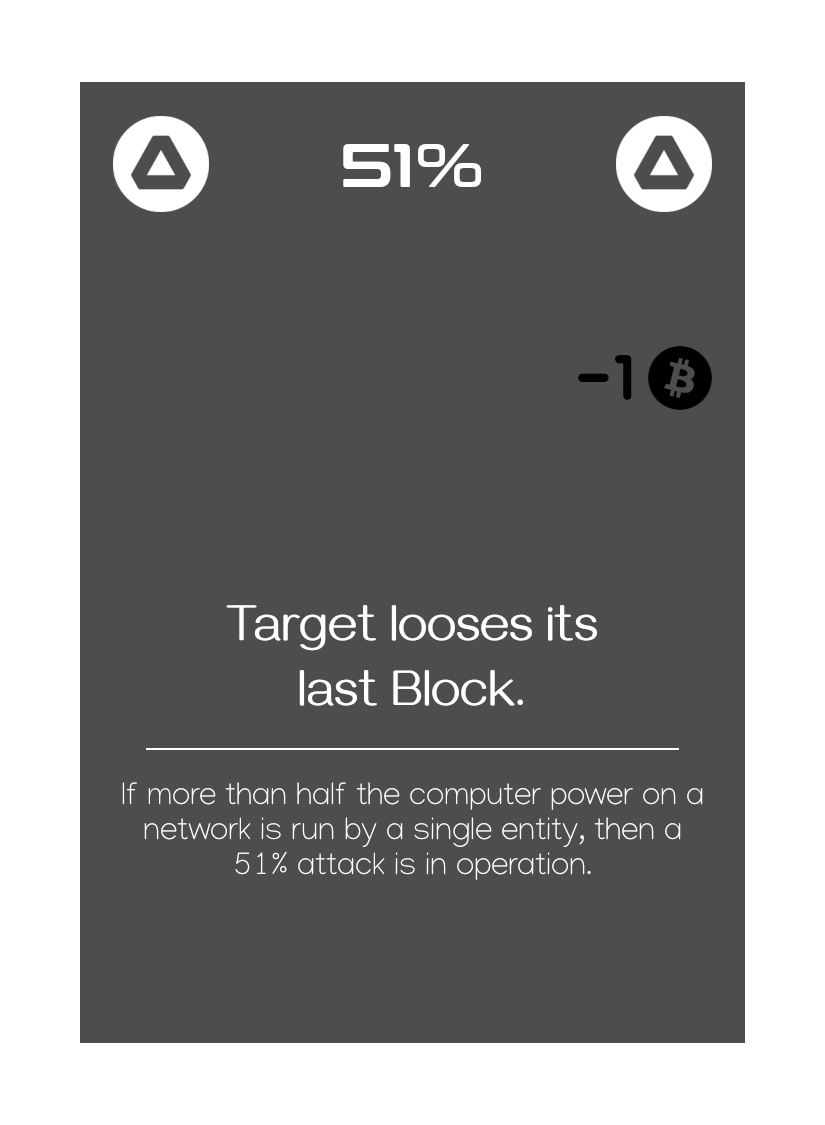 51%
-1 ₿
Target looses its
last Block.
If more than half the computer power on a
network is run by a single entity, then a
51% attack is in operation.